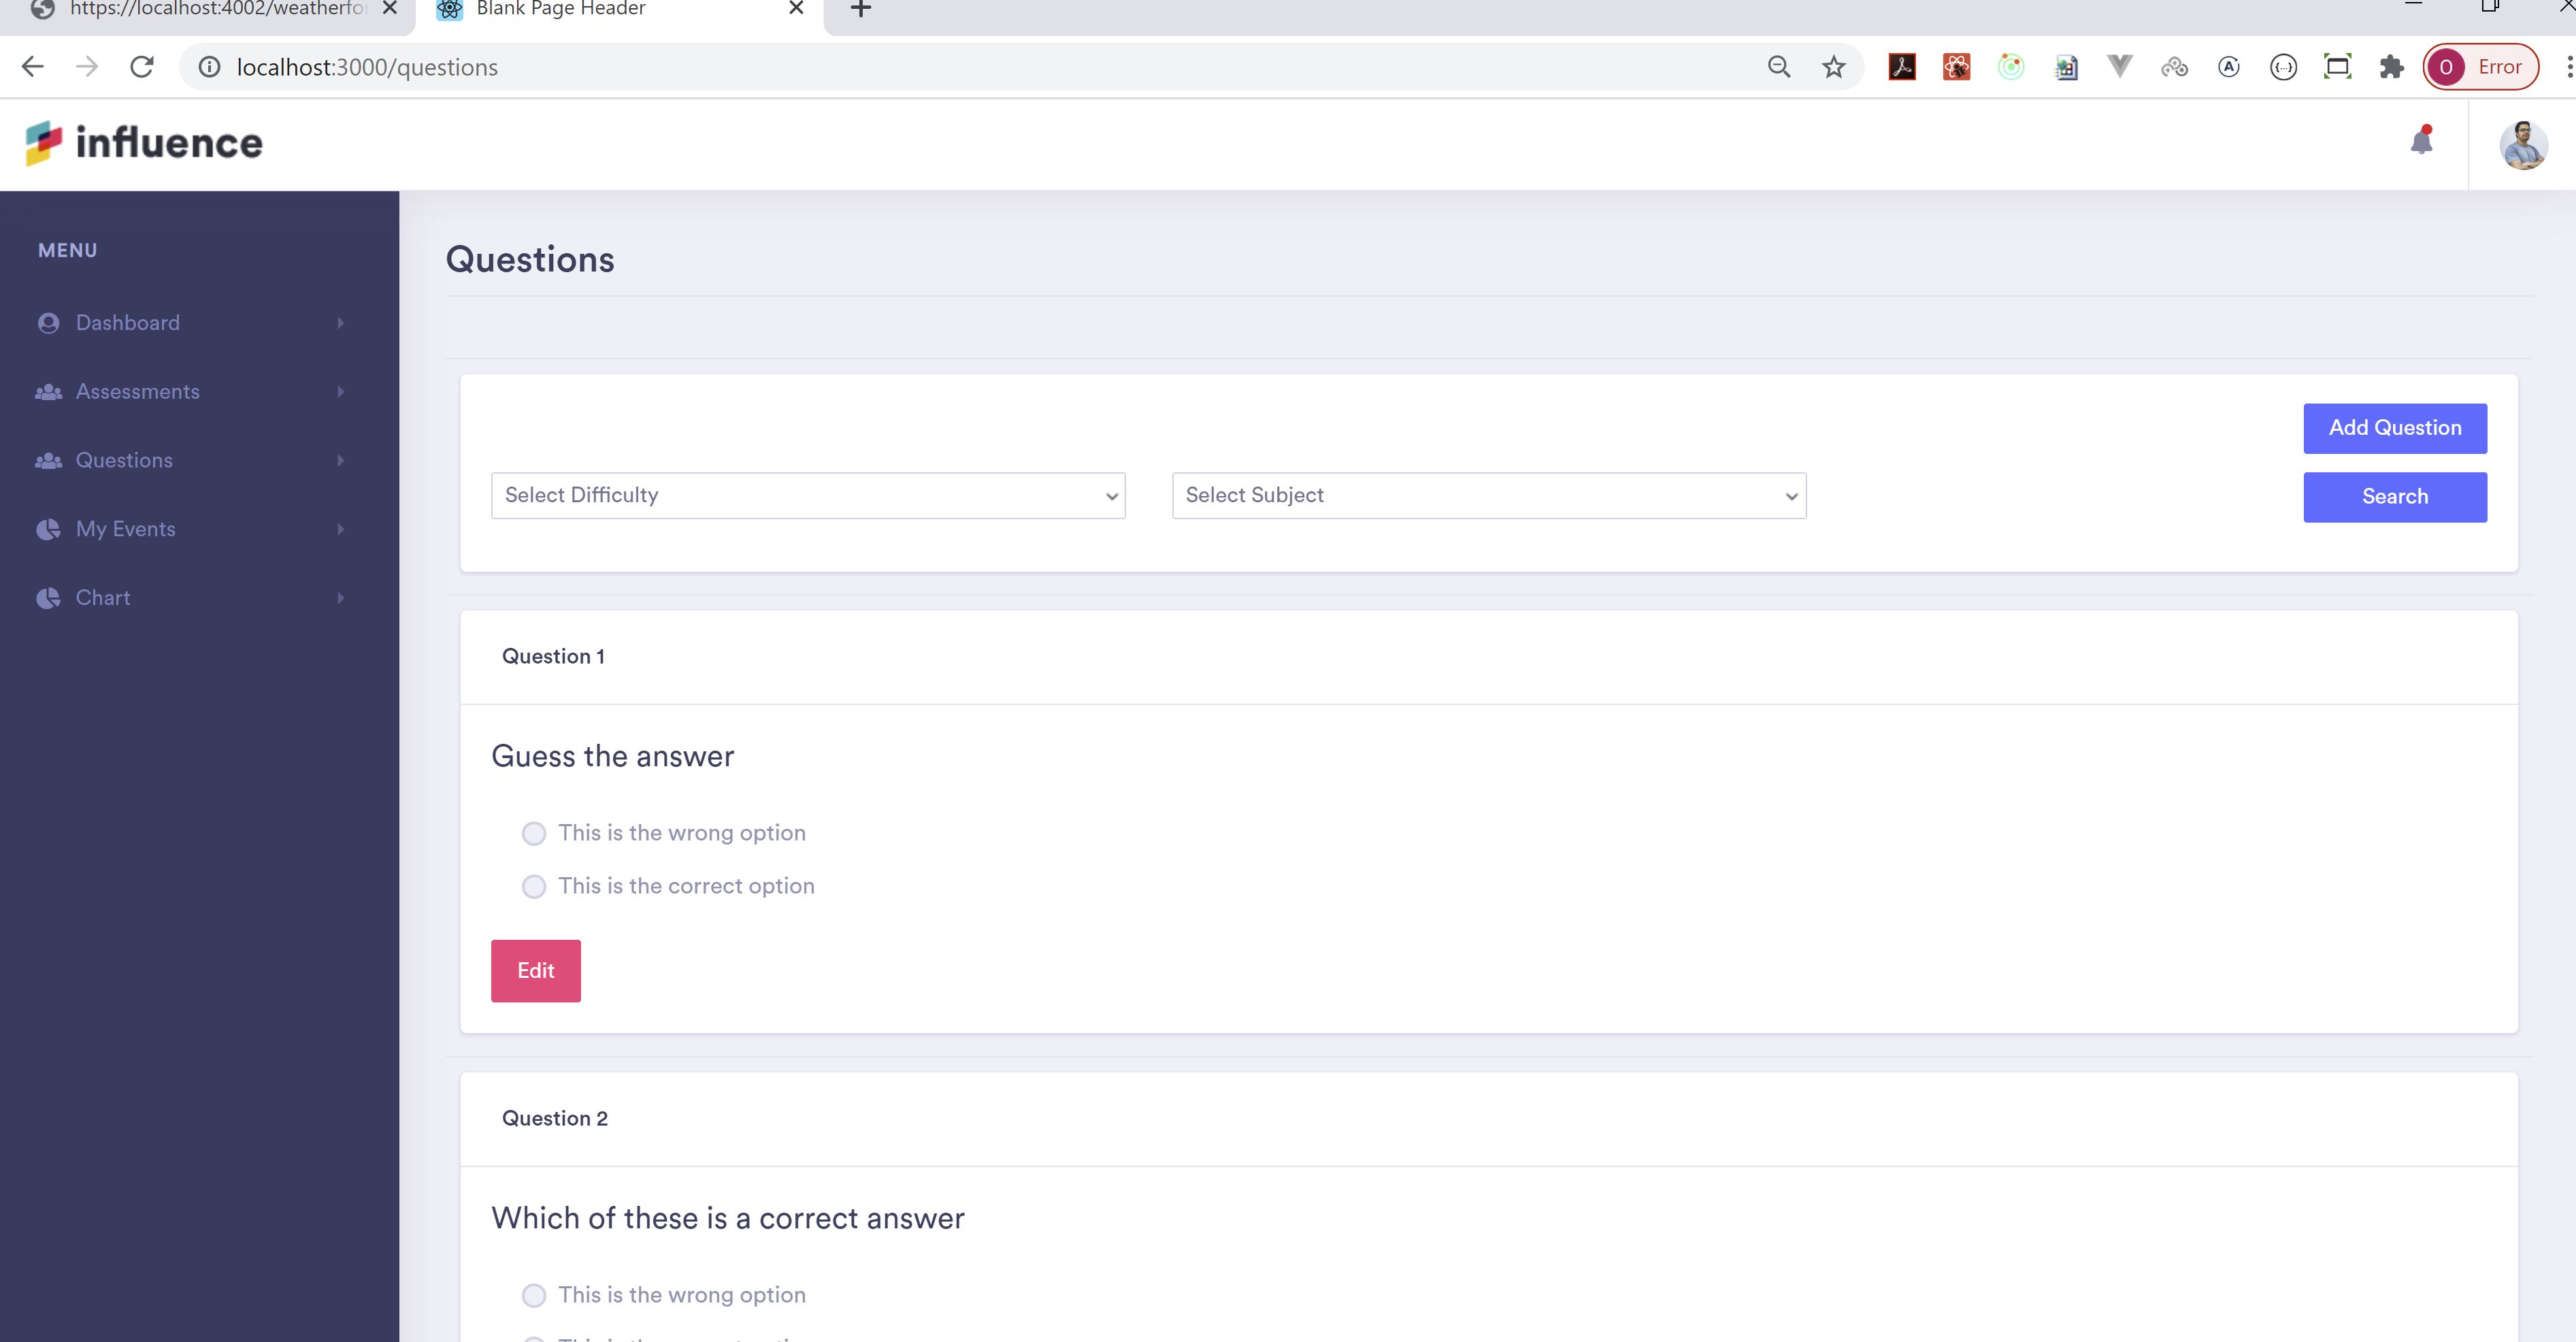 https://localhost:4002/weatherfo
Blank Page Header
localhost:3000/questions
O Error
influence
MENU
Dashboard
Assessments
Questions
My Events
Chart
Questions
Add Question
Select Difficulty
Select Subject
Search
Question 1
Guess the answer
This is the wrong option
This is the correct option
Edit
Question 2
Which of these is a correct answer
This is the wrong option